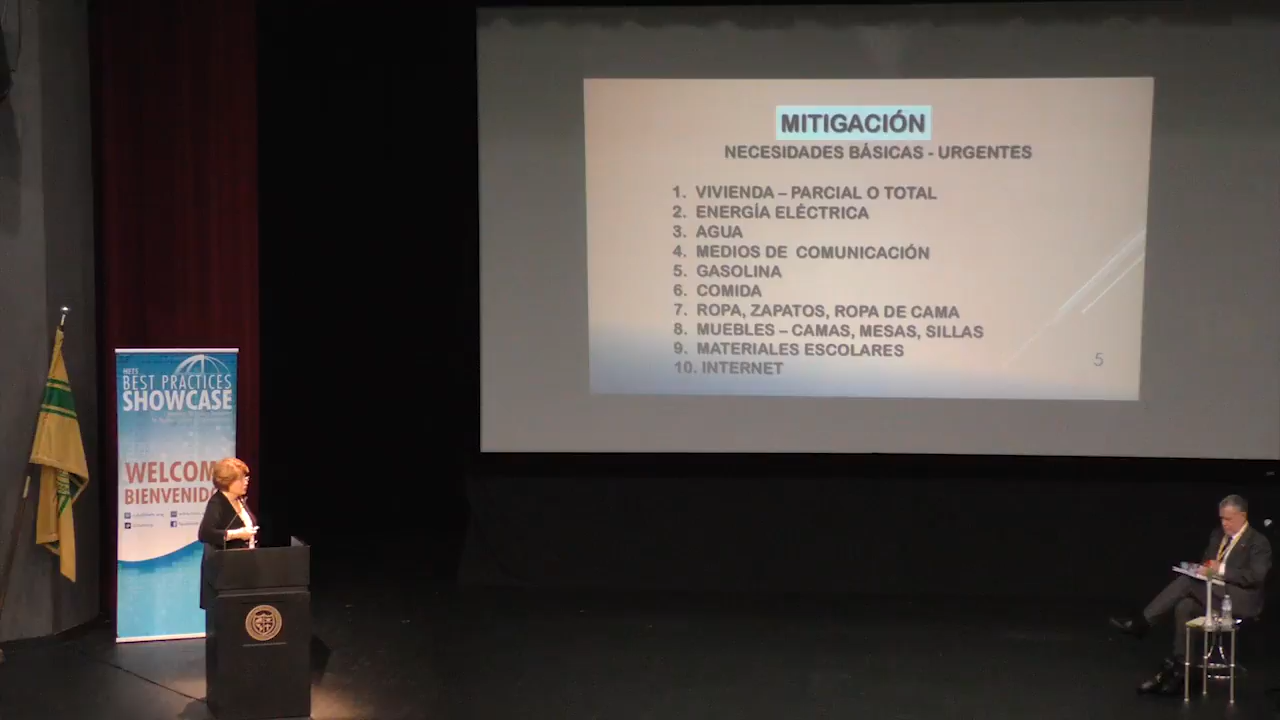 MITIGACIÓN
NECESIDADES BÁSICAS - URGENTES
1. VIVIENDA – PARCIAL O TOTAL
2. ENERGÍA ELÉCTRICA
3. AGUA
4. MEDIOS DE COMUNICACIÓN
5. GASOLINA
6. COMIDA
7. ROPA, ZAPATOS, ROPA DE CAMA
8. MUEBLES – CAMAS, MESAS, SILLAS
9. MATERIALES ESCOLARES
10. INTERNET
5
HETS
BEST PRACTICES
SHOWCASE
WELCOM
BIENVENIDO